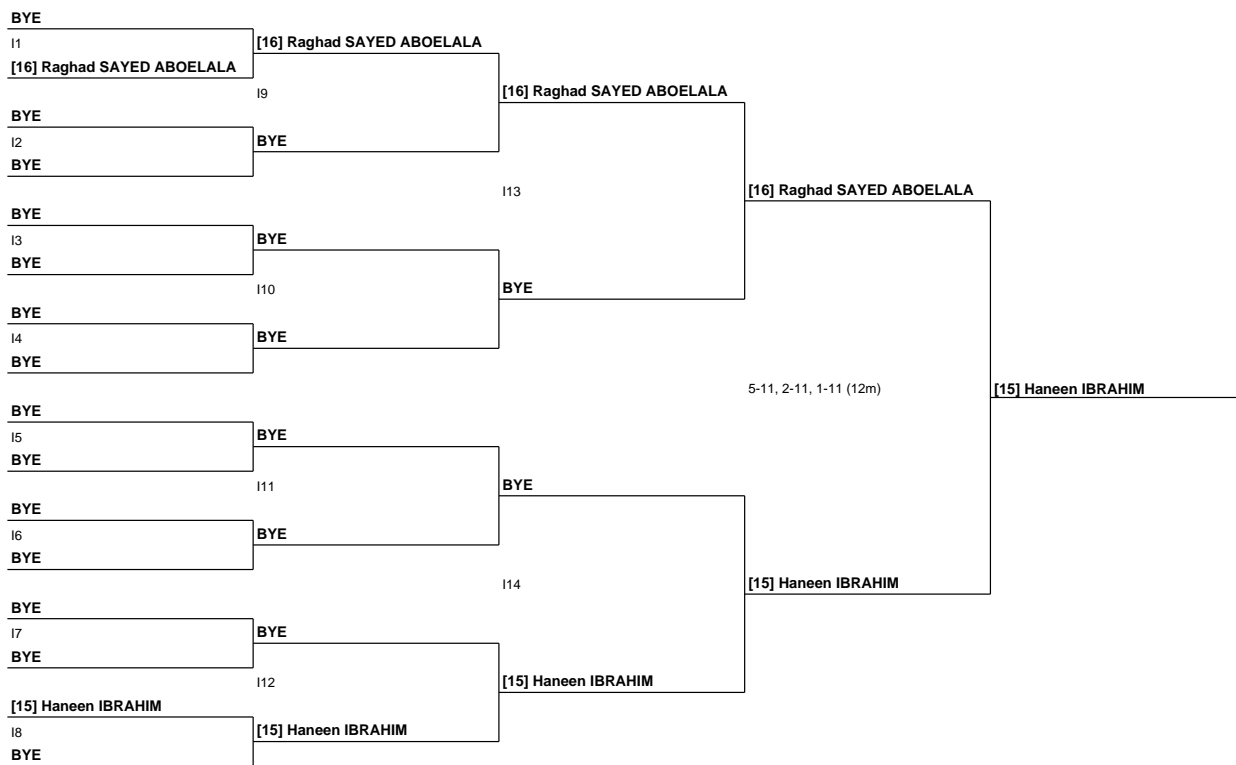 BYE
I1
[16] Raghad SAYED ABOELALA
BYE
I2
BYE
BYE
I3
BYE
BYE
I4
BYE
BYE
I5
BYE
BYE
I6
BYE
BYE
I7
BYE
[15] Haneen IBRAHIM
I8
BYE
[16] Raghad SAYED ABOELALA
I9
BYE
BYE
I10
BYE
BYE
I11
BYE
BYE
I12
[15] Haneen IBRAHIM
[16] Raghad SAYED ABOELALA
I13
BYE
BYE
I14
[15] Haneen IBRAHIM
[16] Raghad SAYED ABOELALA
5-11, 2-11, 1-11 (12m)
[15] Haneen IBRAHIM
[15] Haneen IBRAHIM